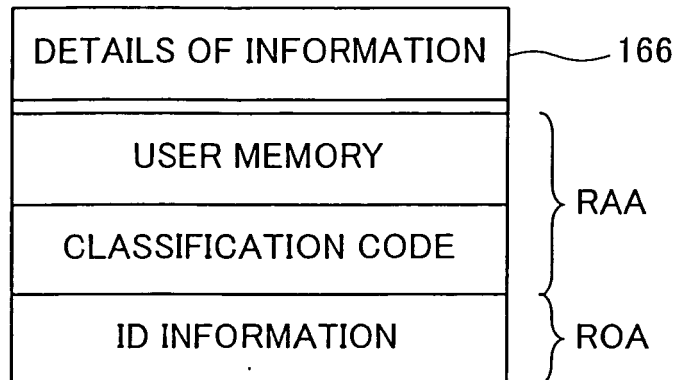 DETAILS OF INFORMATION 166
USER MEMORY
RAA
CLASSIFICATION CODE
ID INFORMATION ROA